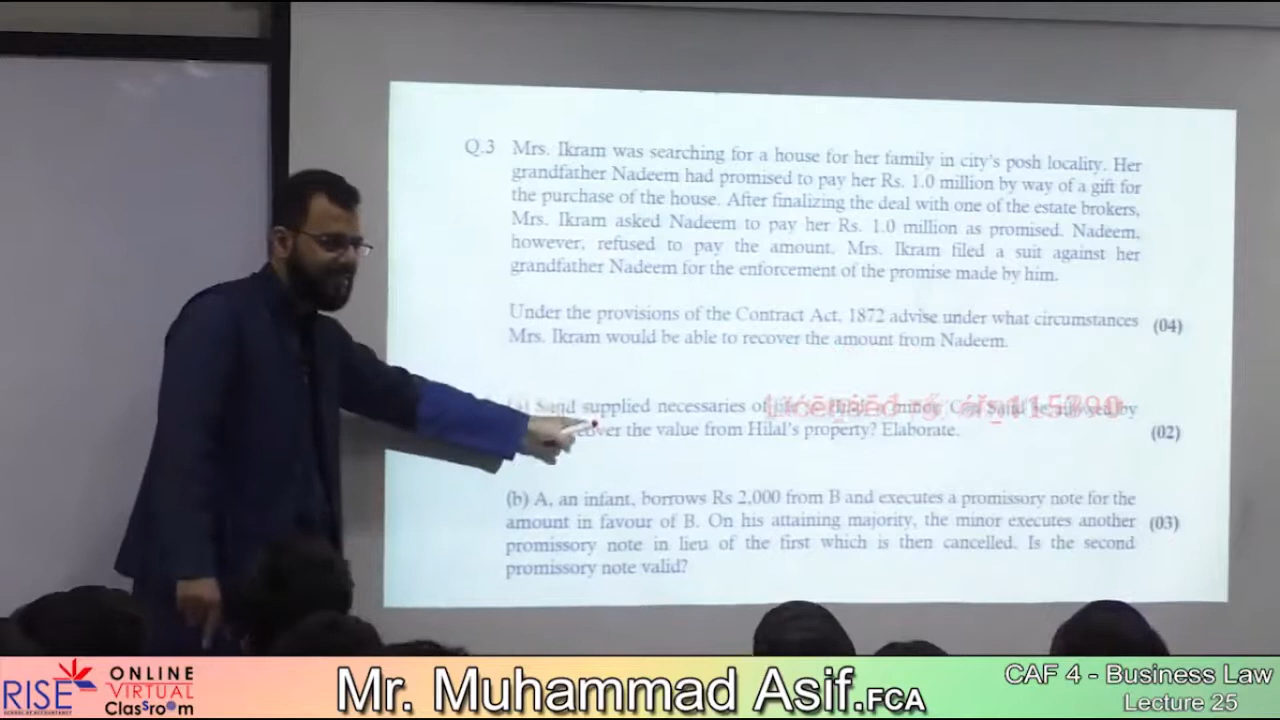 Q.3 Mrs. Ikram was searching for a house for her family in city's posh locality. Her
grandfather Nadeem had promised to pay her Rs. 1.0 million by way of a gift for
the purchase of the house. After finalizing the deal with one of the estate brokers,
Mrs. Ikram asked Nadeem to pay her Rs. 1.0 million as promised. Nadeem,
however, refused to pay the amount. Mrs. Ikram filed a suit against her
grandfather Nadeem for the enforcement of the promise made by him.
Under the provisions of the Contract Act, 1872 advise under what circumstances (04)
Mrs. Ikram would be able to recover the amount from Nadeem.
supplied necessaries of by
the value from Hilal's property? Elaborate. (02)
(b) A, an infant, borrows Rs 2,000 from B and executes a promissory note for the
amount in favour of B. On his attaining majority, the minor executes another (03)
promissory note in lieu of the first which is then cancelled. Is the second
promissory note valid?
RISE
SCHOOL OF ACCOUNTANCY
ONLINE
VIRTUAL
ClasSroom
Mr. Muhammad Asif.FCA
CAF 4 - Business Law
Lecture 25